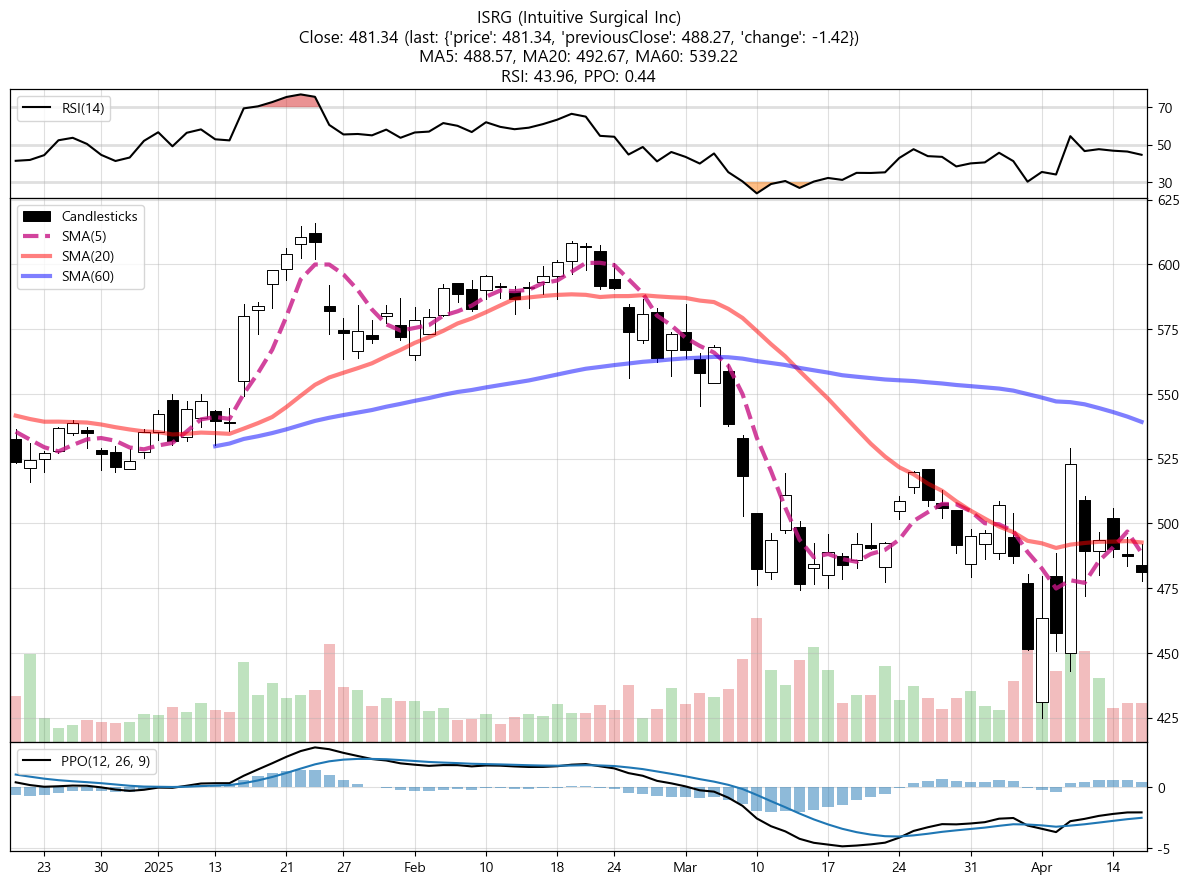 ISRG (Intuitive Surgical Inc)
Close: 481.34 (last: {'price': 481.34, 'previousClose': 488.27, 'change': -1.42})
MA5: 488.57, MA20: 492.67, MA60: 539.22
RSI: 43.96, PPO: 0.44
RSI(14)
70
50
30
Candlesticks
SMA(5)
SMA(20)
SMA(60)
625
600
575
550
525
500
475
450
425
PPO(12, 26, 9)
0
-5
23 30 2025 13 21 27 Feb 10 17 24 Mar 10 17 24 31 Apr 14